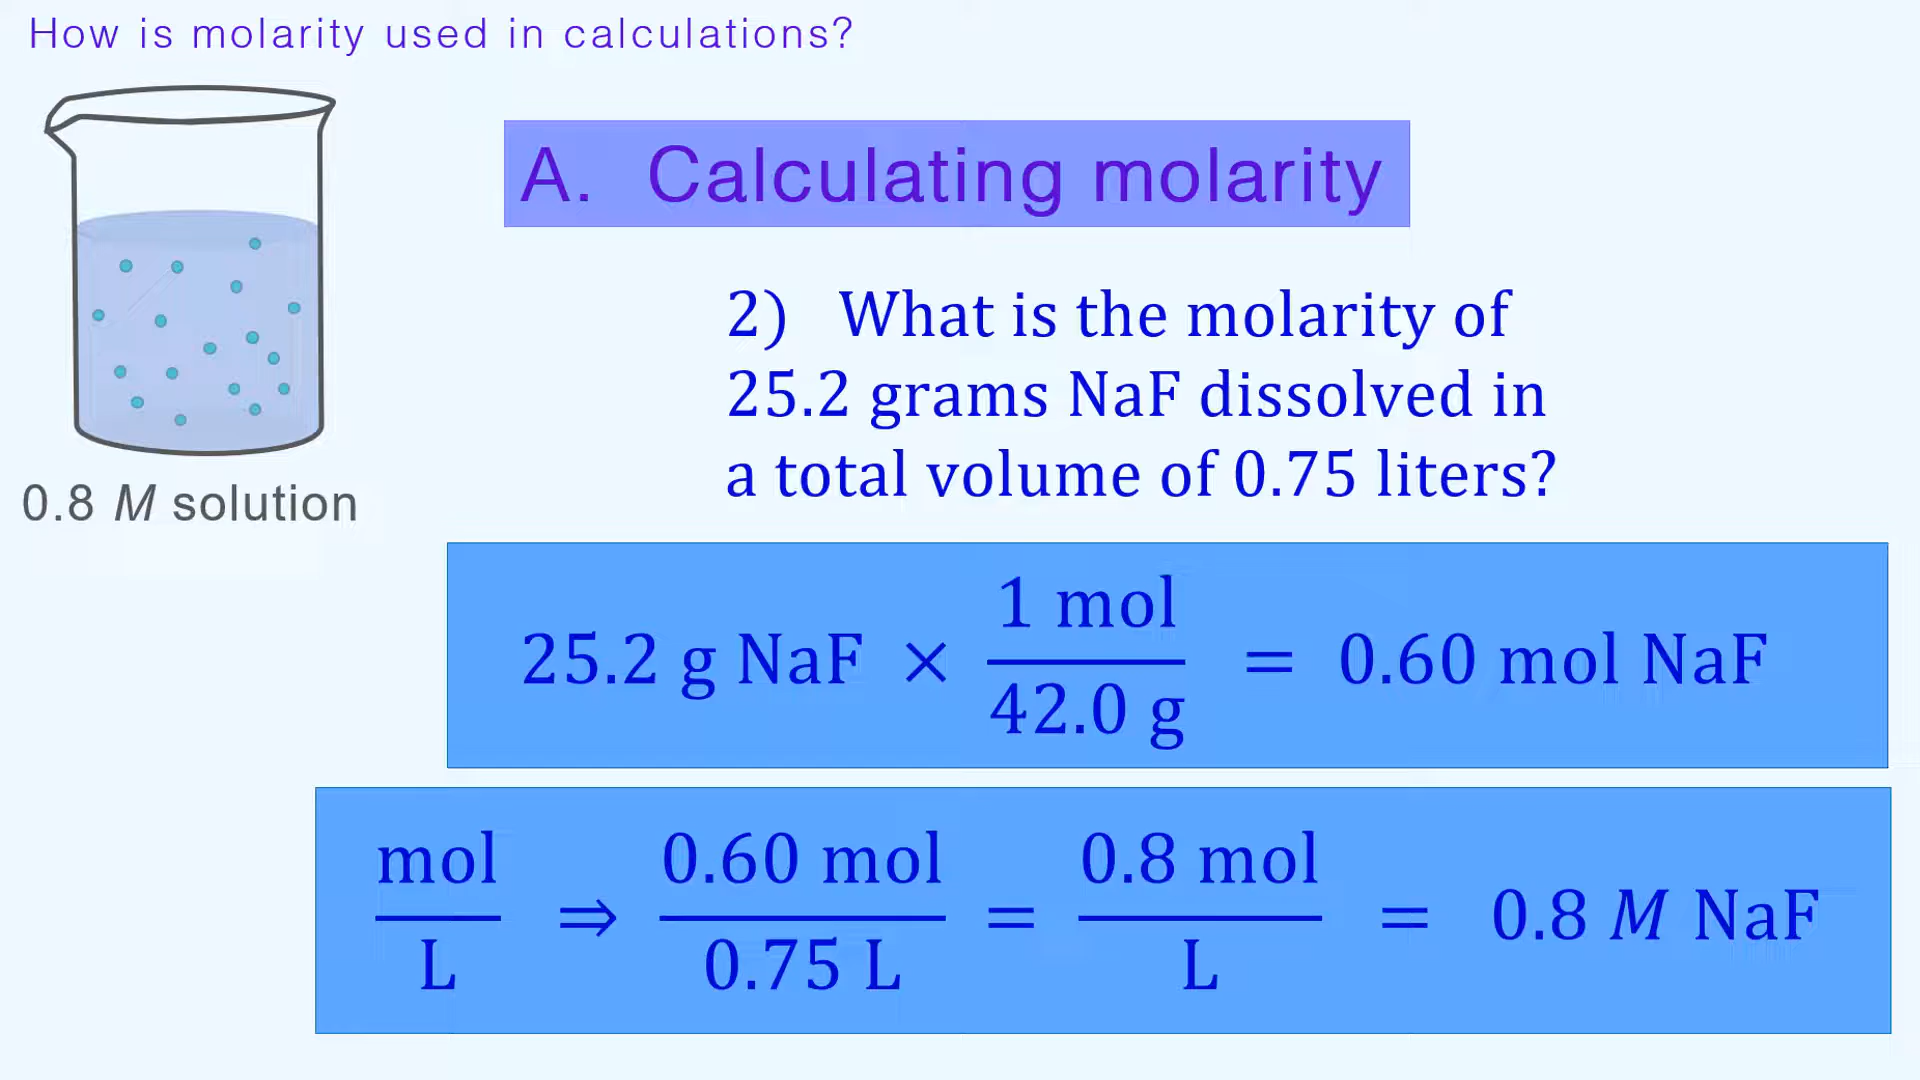 How is molarity used in calculations?
A. Calculating molarity
2) What is the molarity of
25.2 grams NaF dissolved in
a total volume of 0.75 liters?
0.8 M solution
25.2 g NaF × 1 mol / 42.0 g = 0.60 mol NaF
mol / L ⇒ 0.60 mol / 0.75 L = 0.8 mol / L = 0.8 M NaF